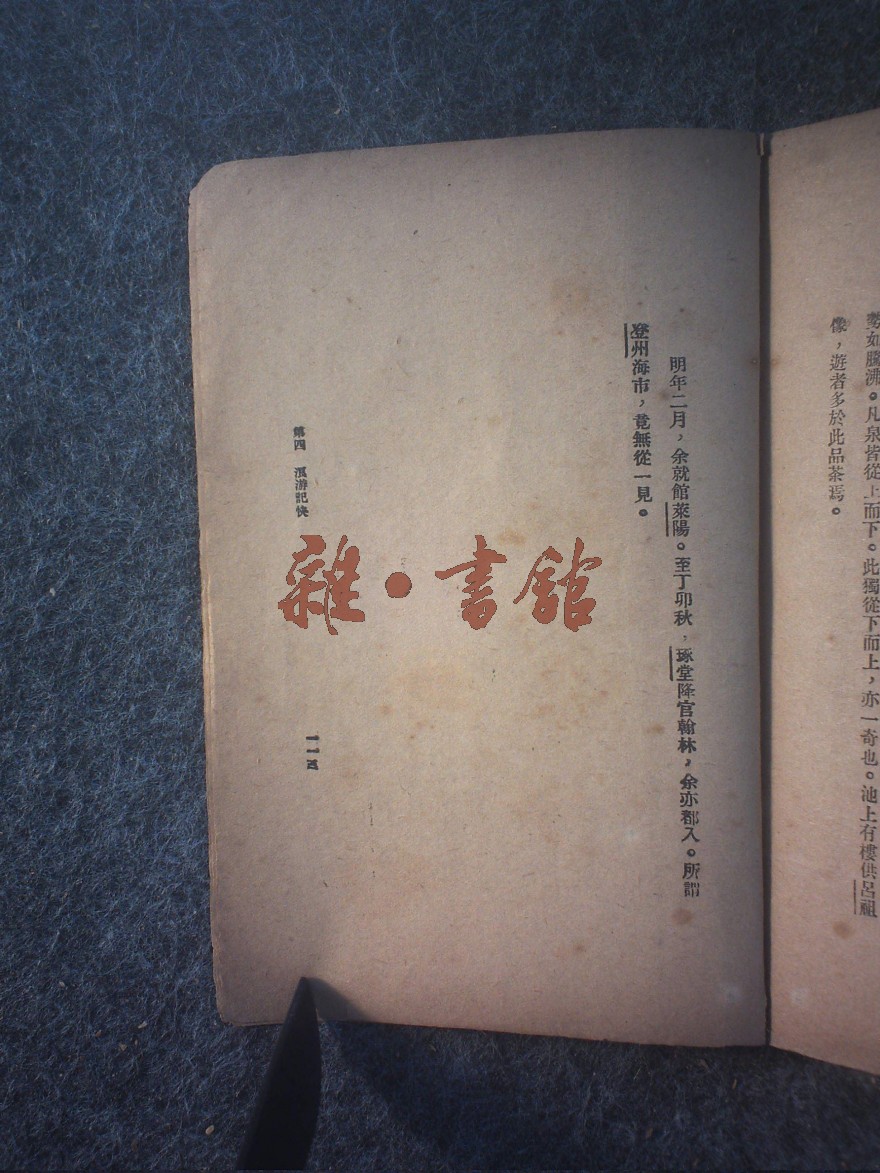 勢如騰沸。凡泉皆從上而下。此獨從下而上，亦一奇也。池上有樓供呂祖
像，遊者多於此品茶焉。
明年二月，余就館萊陽。至丁卯秋，琢堂降官翰林，余亦都入。所謂
登州海市，竟無從一見。
第四　浪游記快
一一五
雜·書館